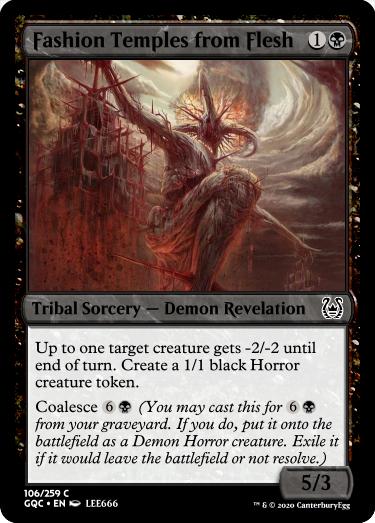 Fashion Temples from Flesh 1
Tribal Sorcery — Demon Revelation
Up to one target creature gets -2/-2 until
end of turn. Create a 1/1 black Horror
creature token.
Coalesce 6 (You may cast this for 6
from your graveyard. If you do, put it onto the
battlefield as a Demon Horror creature. Exile it
if it would leave the battlefield or not resolve.)
5/3
106/259 C
GQC • EN LEE666
™ & © 2020 CanterburyEgg